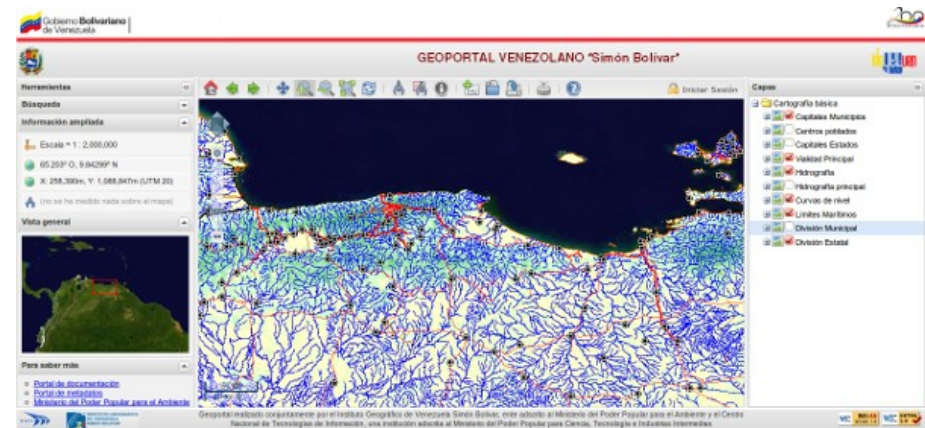 Gobierno Bolivariano
de Venezuela
200
GEOPORTAL VENEZOLANO "Simón Bolívar"
Herramientas
Iniciar Sesión
Capas
Búsqueda
Información ampliada
Escala = 1 : 2,000,000
65.203° O, 9.84299° N
X: 258,390m, Y: 1,088,847m (UTM 20)
(no se ha medido nada sobre el mapa)
Vista general
Para saber más
Portal de documentación
Portal de metadatos
Ministerio del Poder Popular para el Ambiente
Cartografía básica
Capitales Municipios
Centros poblados
Capitales Estados
Vialidad Principal
Hidrografía
Hidrografía principal
Curvas de nivel
Límites Marítimos
División Municipal
División Estatal
Geoportal realizado conjuntamente por el Instituto Geográfico de Venezuela Simón Bolívar, ente adscrito al Ministerio del Poder Popular para el Ambiente y el Centro
Nacional de Tecnologías de Información, una institución adscrita al Ministerio del Poder Popular para Ciencia, Tecnología e Industrias Intermedias